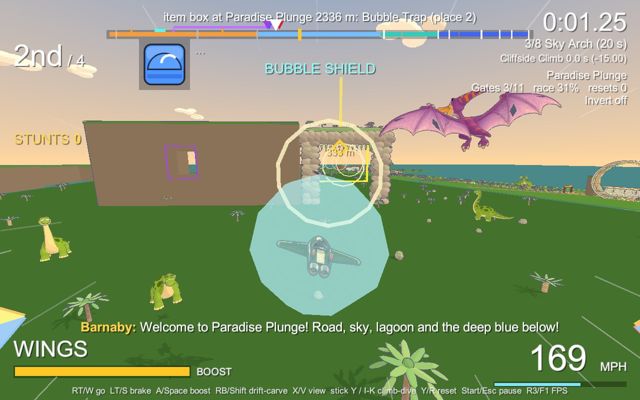 item box at Paradise Plunge 2336 m: Bubble Trap (place 2)
0:01.25
2nd / 4
...
3/8 Sky Arch (20 s)
Cliffside Climb 0.0 s (-15.00)
BUBBLE SHIELD
Paradise Plunge
Gates 3/11 race 31% resets 0
Invert off
STUNTS 0
Barnaby: Welcome to Paradise Plunge! Road, sky, lagoon and the deep blue below!
WINGS
BOOST
169 MPH
RT/W go LT/S brake A/Space boost RB/Shift drift-carve X/V view stick Y / I-K climb-dive Y/R reset Start/Esc pause R3/F1 FPS